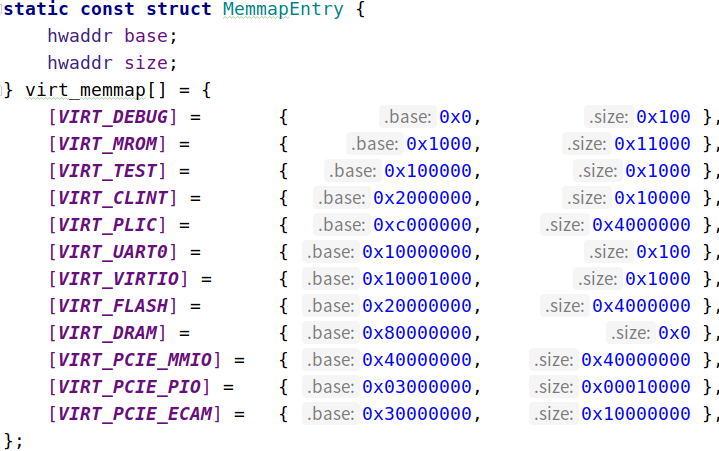 static const struct MemmapEntry {
    hwaddr base;
    hwaddr size;
} virt_memmap[] = {
    [VIRT_DEBUG] =       { .base: 0x0, .size: 0x100 },
    [VIRT_MROM] =        { .base: 0x1000, .size: 0x11000 },
    [VIRT_TEST] =        { .base: 0x100000, .size: 0x1000 },
    [VIRT_CLINT] =       { .base: 0x2000000, .size: 0x10000 },
    [VIRT_PLIC] =        { .base: 0xc000000, .size: 0x4000000 },
    [VIRT_UART0] =       { .base: 0x10000000, .size: 0x100 },
    [VIRT_VIRTIO] =      { .base: 0x10001000, .size: 0x1000 },
    [VIRT_FLASH] =       { .base: 0x20000000, .size: 0x4000000 },
    [VIRT_DRAM] =        { .base: 0x80000000, .size: 0x0 },
    [VIRT_PCIE_MMIO] =   { .base: 0x40000000, .size: 0x40000000 },
    [VIRT_PCIE_PIO] =    { .base: 0x03000000, .size: 0x00010000 },
    [VIRT_PCIE_ECAM] =   { .base: 0x30000000, .size: 0x10000000 },
};